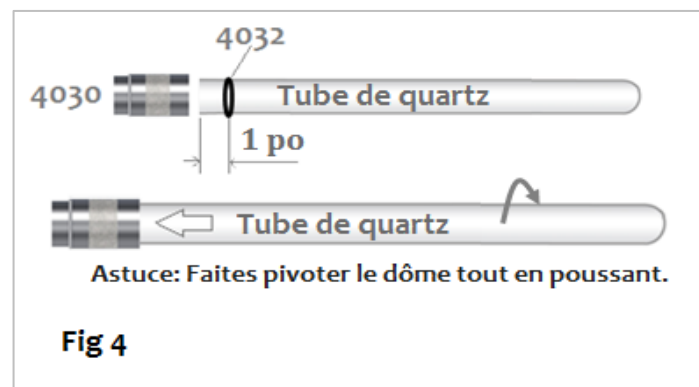 4032
4030
Tube de quartz
1 po
Tube de quartz
Astuce: Faites pivoter le dôme tout en poussant.
Fig 4